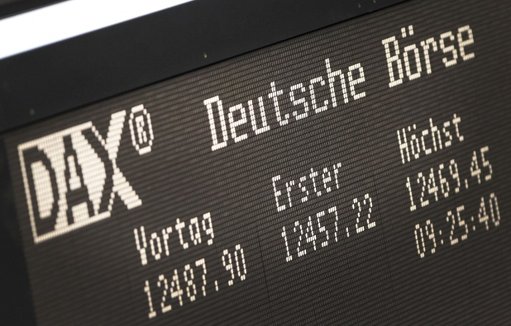 DAX® Deutsche Börse
Vortag Erster Höchst
12487.90 12457.22 12469.45
09:25:40